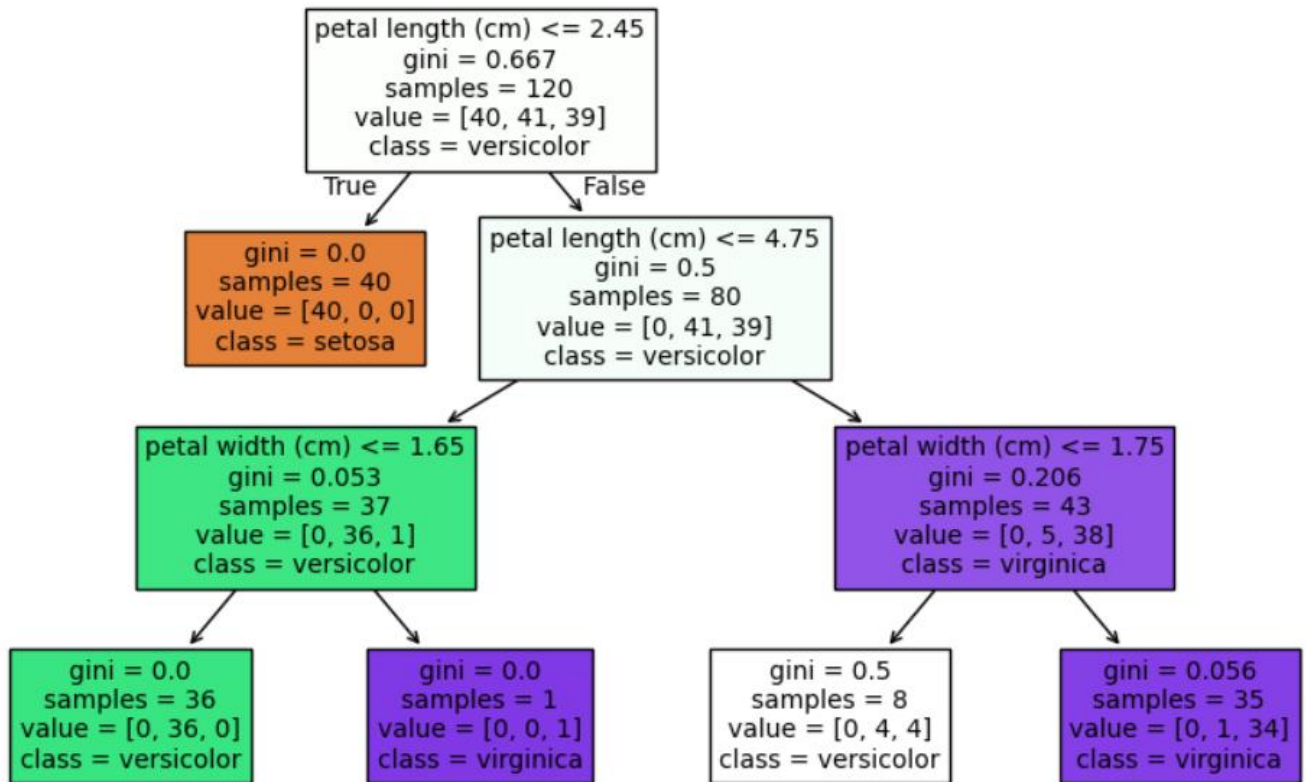 petal length (cm) <= 2.45
gini = 0.667
samples = 120
value = [40, 41, 39]
class = versicolor
True
False
gini = 0.0
samples = 40
value = [40, 0, 0]
class = setosa
petal length (cm) <= 4.75
gini = 0.5
samples = 80
value = [0, 41, 39]
class = versicolor
petal width (cm) <= 1.65
gini = 0.053
samples = 37
value = [0, 36, 1]
class = versicolor
petal width (cm) <= 1.75
gini = 0.206
samples = 43
value = [0, 5, 38]
class = virginica
gini = 0.0
samples = 36
value = [0, 36, 0]
class = versicolor
gini = 0.0
samples = 1
value = [0, 0, 1]
class = virginica
gini = 0.5
samples = 8
value = [0, 4, 4]
class = versicolor
gini = 0.056
samples = 35
value = [0, 1, 34]
class = virginica